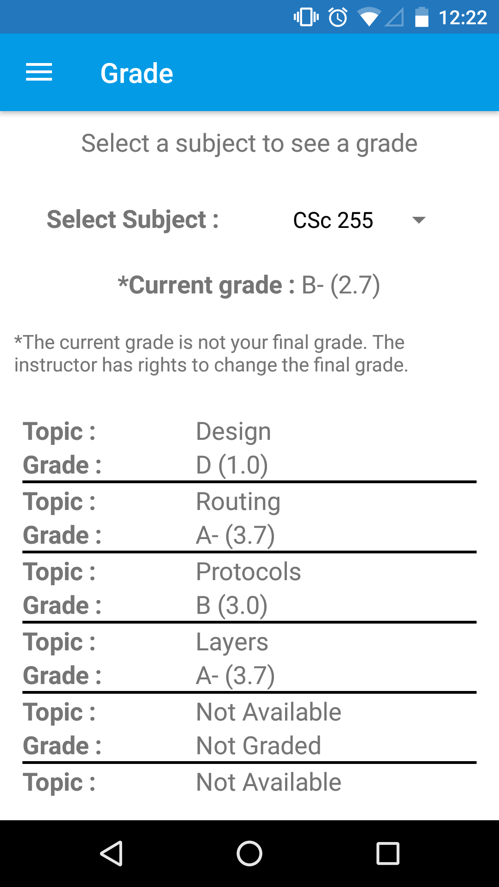 12:22
Grade
Select a subject to see a grade
Select Subject : CSc 255
*Current grade : B- (2.7)
*The current grade is not your final grade. The
instructor has rights to change the final grade.
Topic : Design
Grade : D (1.0)
Topic : Routing
Grade : A- (3.7)
Topic : Protocols
Grade : B (3.0)
Topic : Layers
Grade : A- (3.7)
Topic : Not Available
Grade : Not Graded
Topic : Not Available